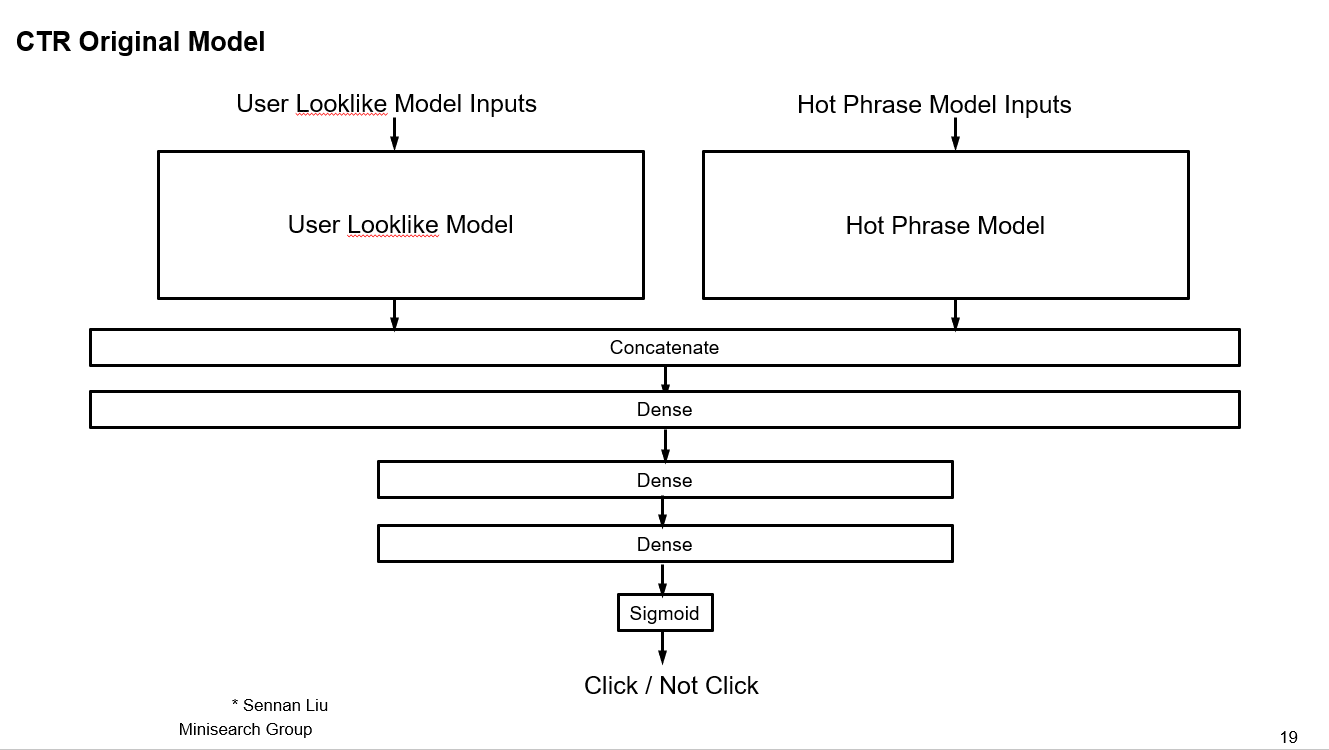 CTR Original Model
User Looklike Model Inputs
Hot Phrase Model Inputs
User Looklike Model
Hot Phrase Model
Concatenate
Dense
Dense
Dense
Sigmoid
Click / Not Click
* Sennan Liu
Minisearch Group
19